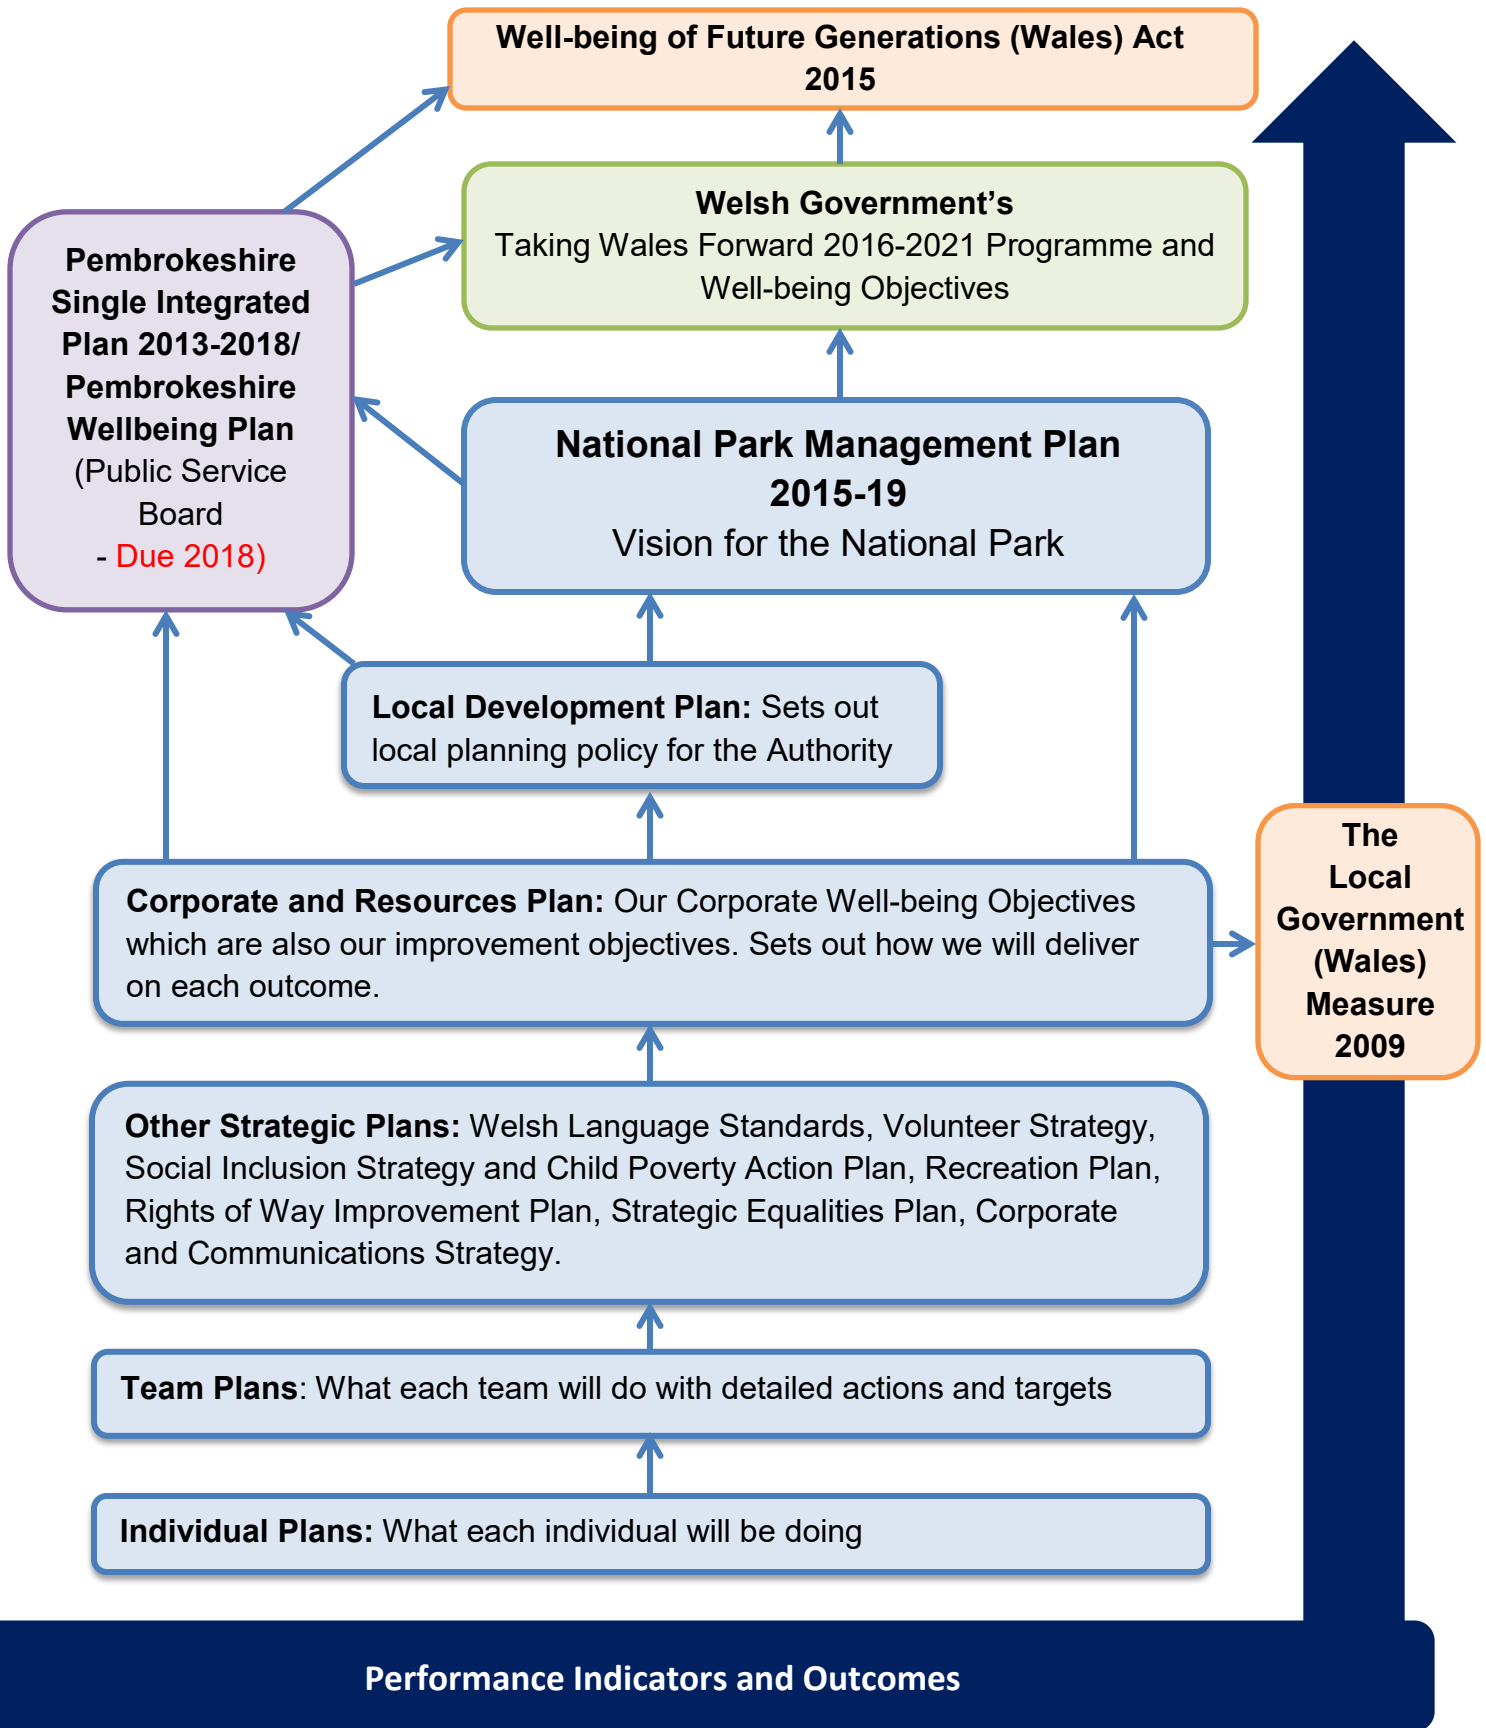 Well-being of Future Generations (Wales) Act
2015
Welsh Government’s
Taking Wales Forward 2016-2021 Programme and
Well-being Objectives
Pembrokeshire
Single Integrated
Plan 2013-2018/
Pembrokeshire
Wellbeing Plan
(Public Service
Board
- Due 2018)
National Park Management Plan
2015-19
Vision for the National Park
Local Development Plan: Sets out
local planning policy for the Authority
The
Local
Government
(Wales)
Measure
2009
Corporate and Resources Plan: Our Corporate Well-being Objectives
which are also our improvement objectives. Sets out how we will deliver
on each outcome.
Other Strategic Plans: Welsh Language Standards, Volunteer Strategy,
Social Inclusion Strategy and Child Poverty Action Plan, Recreation Plan,
Rights of Way Improvement Plan, Strategic Equalities Plan, Corporate
and Communications Strategy.
Team Plans: What each team will do with detailed actions and targets
Individual Plans: What each individual will be doing
Performance Indicators and Outcomes